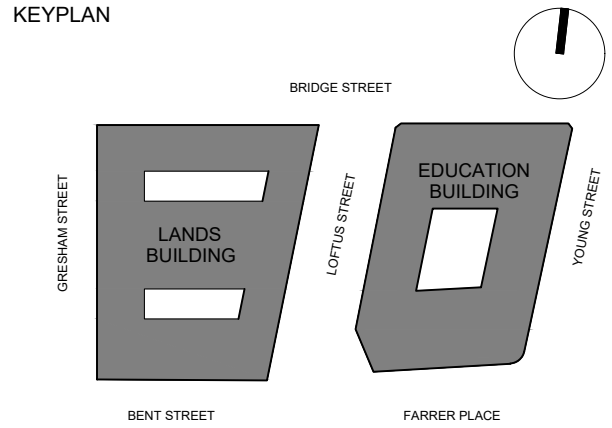 KEYPLAN
BRIDGE STREET
GRESHAM STREET
LANDS
BUILDING
LOFTUS STREET
EDUCATION
BUILDING
YOUNG STREET
BENT STREET
FARRER PLACE